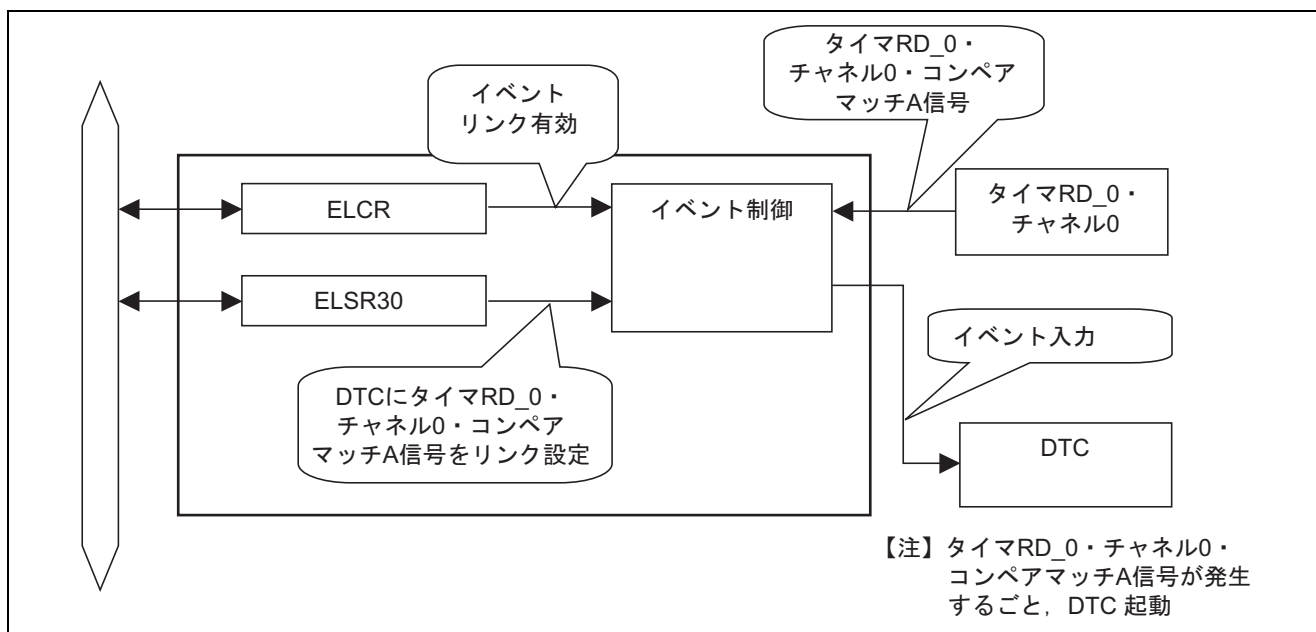 タイマRD_0・
チャネル0・コンペア
マッチA信号
イベント
リンク有効
ELCR
イベント制御
タイマRD_0・
チャネル0
ELSR30
イベント入力
DTCにタイマRD_0・
チャネル0・コンペア
マッチA信号をリンク設定
DTC
【注】タイマRD_0・チャネル0・
コンペアマッチA信号が発生
するごと，DTC 起動